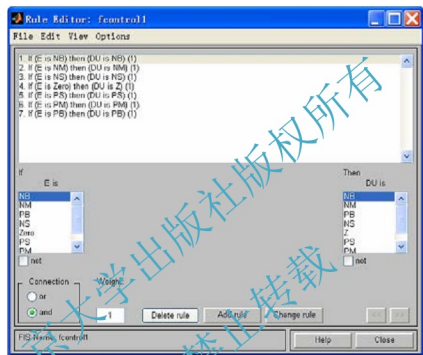 Rule Editor: fcontrol1
File Edit View Options
1. If (E is NB) then (DU is NB) (1)
2. If (E is NM) then (DU is NM) (1)
3. If (E is NS) then (DU is NS) (1)
4. If (E is Zero) then (DU is Z) (1)
5. If (E is PS) then (DU is PS) (1)
6. If (E is PM) then (DU is PM) (1)
7. If (E is PB) then (DU is PB) (1)
If
Then
E is
DU is
NB
NM
PB
NS
Zero
PS
PM
NB
NM
PB
NS
Z
PS
PM
not
not
Connection
Weight:
or
and
1
Delete rule
Add rule
Change rule
<<
>>
FIS Name: fcontrol1
Help
Close
京大学出版社版权所有
禁止转载